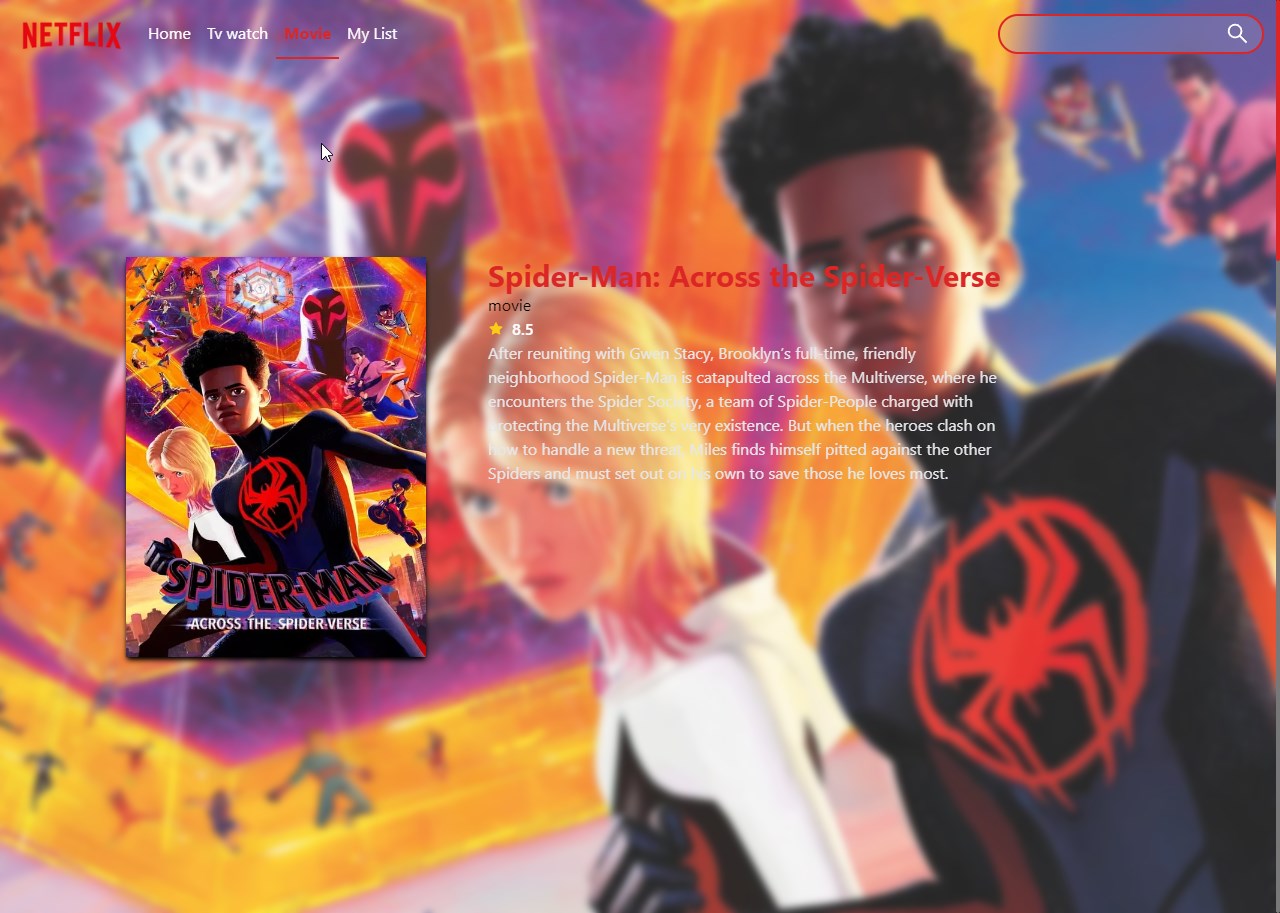 NETFLIX Home Tv watch Movie My List
Spider-Man: Across the Spider-Verse
movie
8.5
After reuniting with Gwen Stacy, Brooklyn's full-time, friendly
neighborhood Spider-Man is catapulted across the Multiverse, where he
encounters the Spider Society, a team of Spider-People charged with
protecting the Multiverse's very existence. But when the heroes clash on
how to handle a new threat, Miles finds himself pitted against the other
Spiders and must set out on his own to save those he loves most.
SPIDER-MAN
ACROSS THE SPIDER-VERSE